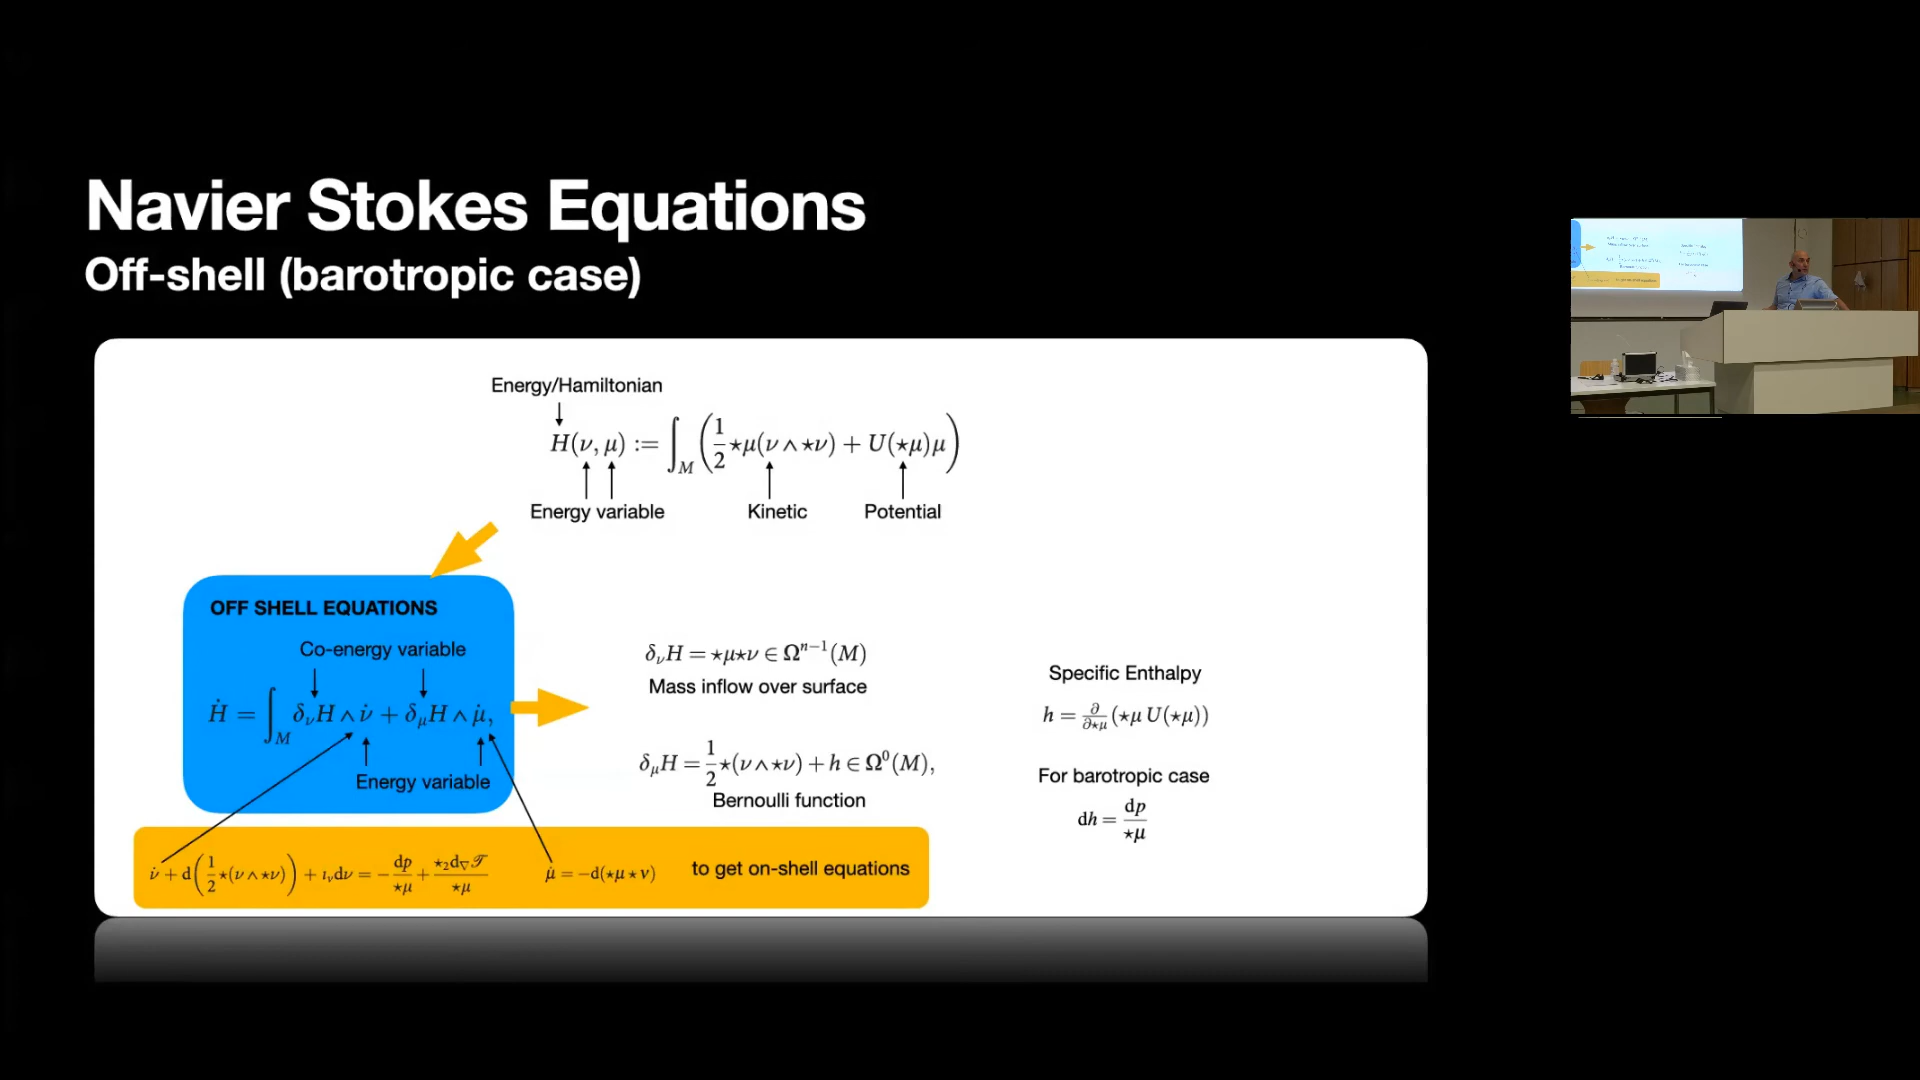 Navier Stokes Equations
Off-shell (barotropic case)
Energy/Hamiltonian
H(ν, μ) := ∫_M (1/2 ⋆μ(ν ∧ ⋆ν) + U(⋆μ)μ)
Energy variable Kinetic Potential
OFF SHELL EQUATIONS
Co-energy variable
Ḣ = ∫_M δ_νH ∧ ν̇ + δ_μH ∧ μ̇,
Energy variable
δ_νH = ⋆μ⋆ν ∈ Ω^{n−1}(M)
Mass inflow over surface
δ_μH = 1/2 ⋆(ν ∧ ⋆ν) + h ∈ Ω^0(M),
Bernoulli function
Specific Enthalpy
h = ∂/∂⋆μ (⋆μ U(⋆μ))
For barotropic case
dh = dp/⋆μ
ν̇ + d(1/2 ⋆(ν ∧ ⋆ν)) + ι_ν dν = − dp/⋆μ + ⋆_2 d_∇ 𝒯/⋆μ μ̇ = −d(⋆μ ⋆ ν) to get on-shell equations